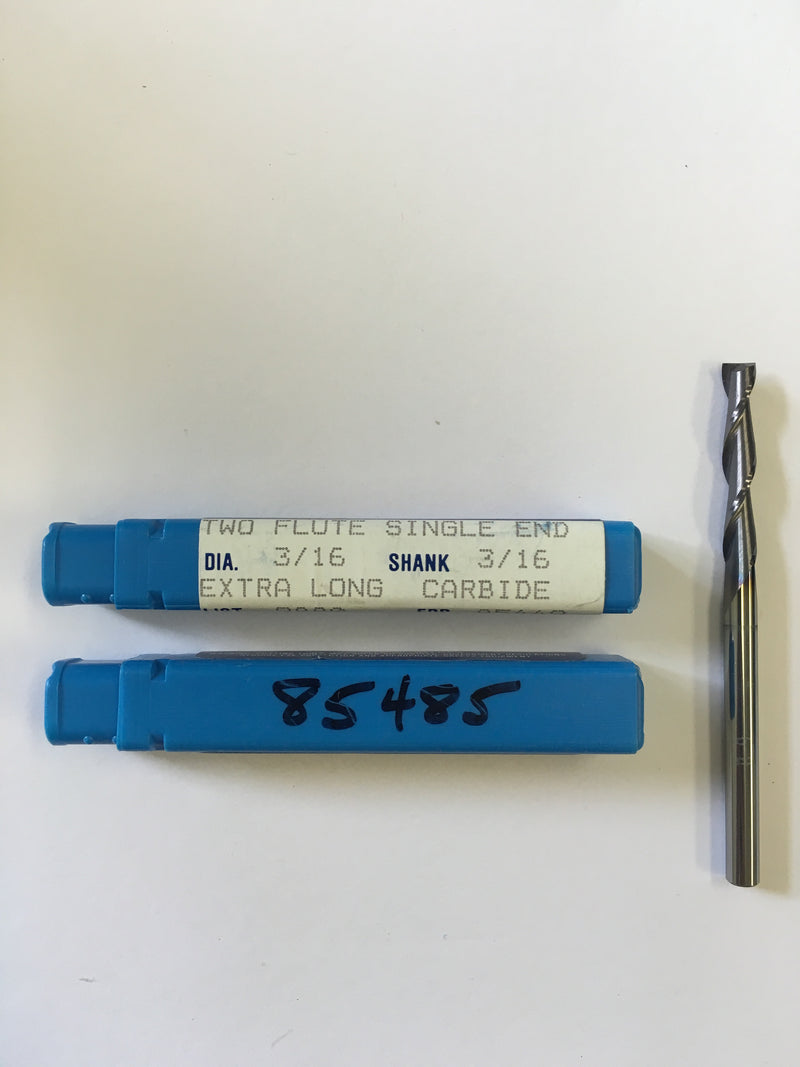 TWO FLUTE SINGLE END
DIA. 3/16 SHANK 3/16
EXTRA LONG CARBIDE
85485